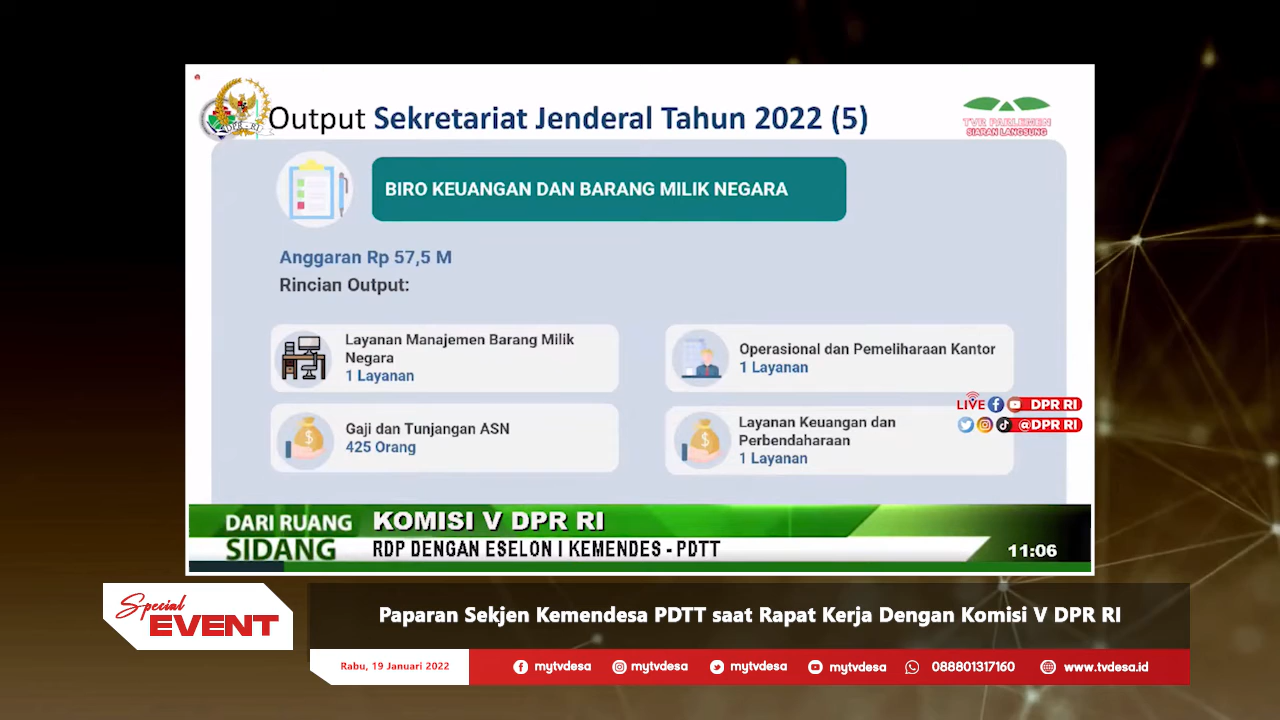 Output Sekretariat Jenderal Tahun 2022 (5)
DPR - RI
TVR PARLEMEN
SIARAN LANGSUNG
BIRO KEUANGAN DAN BARANG MILIK NEGARA
Anggaran Rp 57,5 M
Rincian Output:
Layanan Manajemen Barang Milik
Negara
1 Layanan
Operasional dan Pemeliharaan Kantor
1 Layanan
Gaji dan Tunjangan ASN
425 Orang
Layanan Keuangan dan
Perbendaharaan
1 Layanan
LIVE DPR RI
@DPR RI
DARI RUANG
SIDANG
KOMISI V DPR RI
RDP DENGAN ESELON I KEMENDES - PDTT
11:06
Special
EVENT
Paparan Sekjen Kemendesa PDTT saat Rapat Kerja Dengan Komisi V DPR RI
Rabu, 19 Januari 2022
mytvdesa mytvdesa mytvdesa mytvdesa 088801317160 www.tvdesa.id